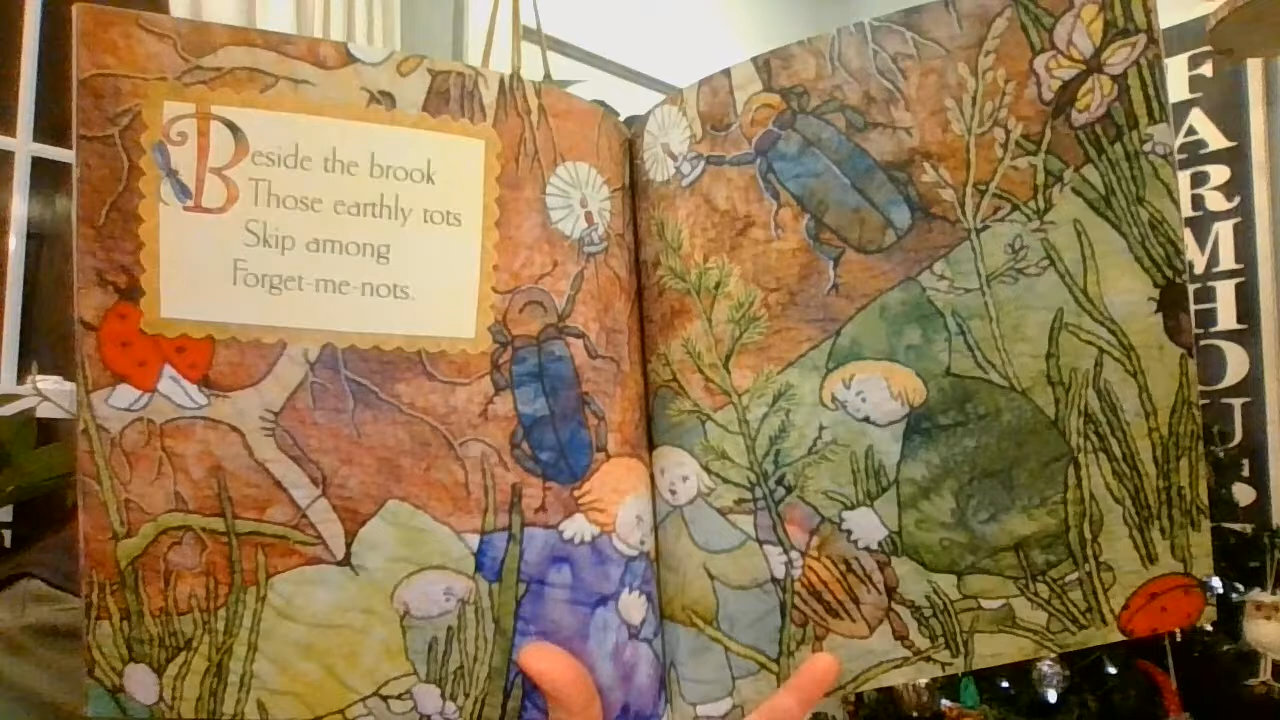 Beside the brook
Those earthly tots
Skip among
Forget-me-nots.
FARMHOU